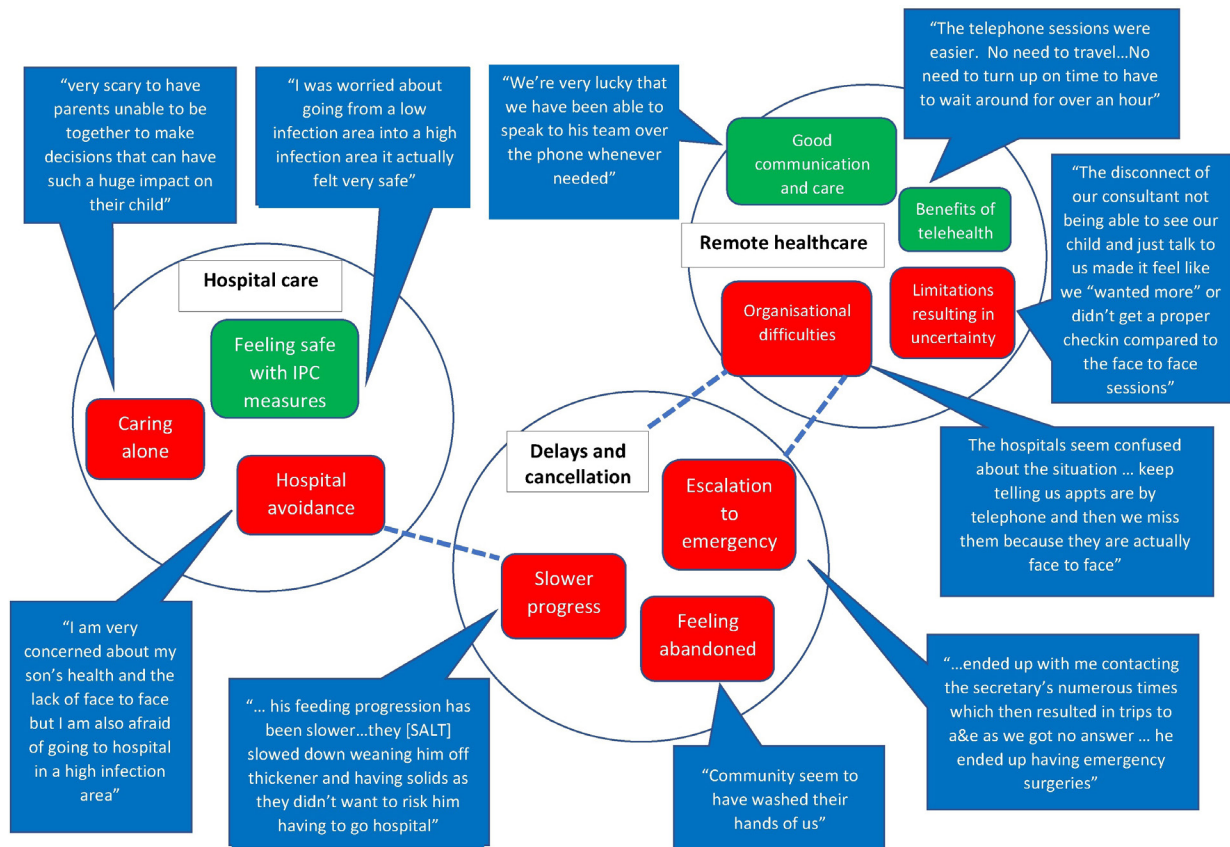 “very scary to have
parents unable to be
together to make
decisions that can have
such a huge impact on
their child”
“I was worried about
going from a low
infection area into a high
infection area it actually
felt very safe”
Hospital care
Feeling safe
with IPC
measures
Caring
alone
Hospital
avoidance
“I am very
concerned about my
son’s health and the
lack of face to face
but I am also afraid
of going to hospital
in a high infection
area”
“We’re very lucky that
we have been able to
speak to his team over
the phone whenever
needed”
“The telephone sessions were
easier. No need to travel...No
need to turn up on time to have
to wait around for over an hour”
Good
communication
and care
Benefits of
telehealth
Remote healthcare
Organisational
difficulties
Limitations
resulting in
uncertainty
“The disconnect of
our consultant not
being able to see our
child and just talk to
us made it feel like
we “wanted more” or
didn’t get a proper
checkin compared to
the face to face
sessions”
The hospitals seem confused
about the situation ... keep
telling us appts are by
telephone and then we miss
them because they are actually
face to face”
Delays and
cancellation
Escalation
to
emergency
Slower
progress
Feeling
abandoned
“... his feeding progression has
been slower...they [SALT]
slowed down weaning him off
thickener and having solids as
they didn’t want to risk him
having to go hospital”
“Community seem to
have washed their
hands of us”
“...ended up with me contacting
the secretary’s numerous times
which then resulted in trips to
a&e as we got no answer ... he
ended up having emergency
surgeries”